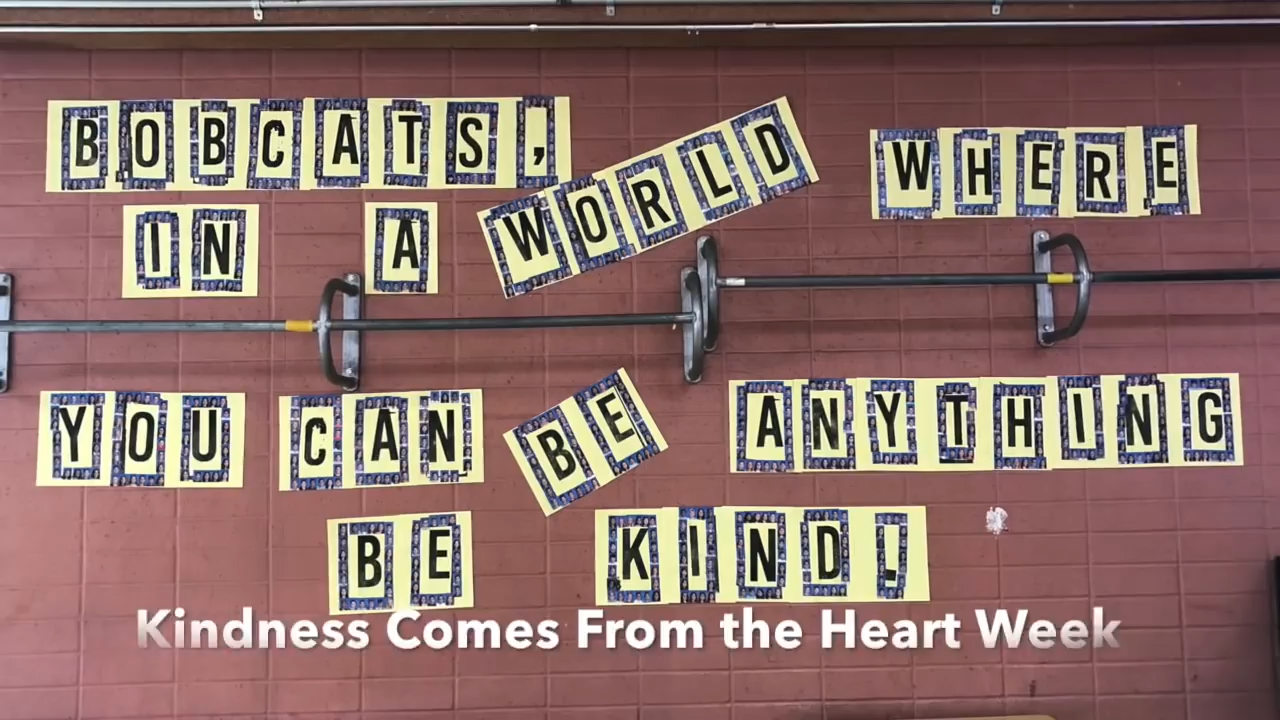 BOBCATS,
IN A WORLD WHERE
YOU CAN BE ANYTHING
BE KIND!
Kindness Comes From the Heart Week